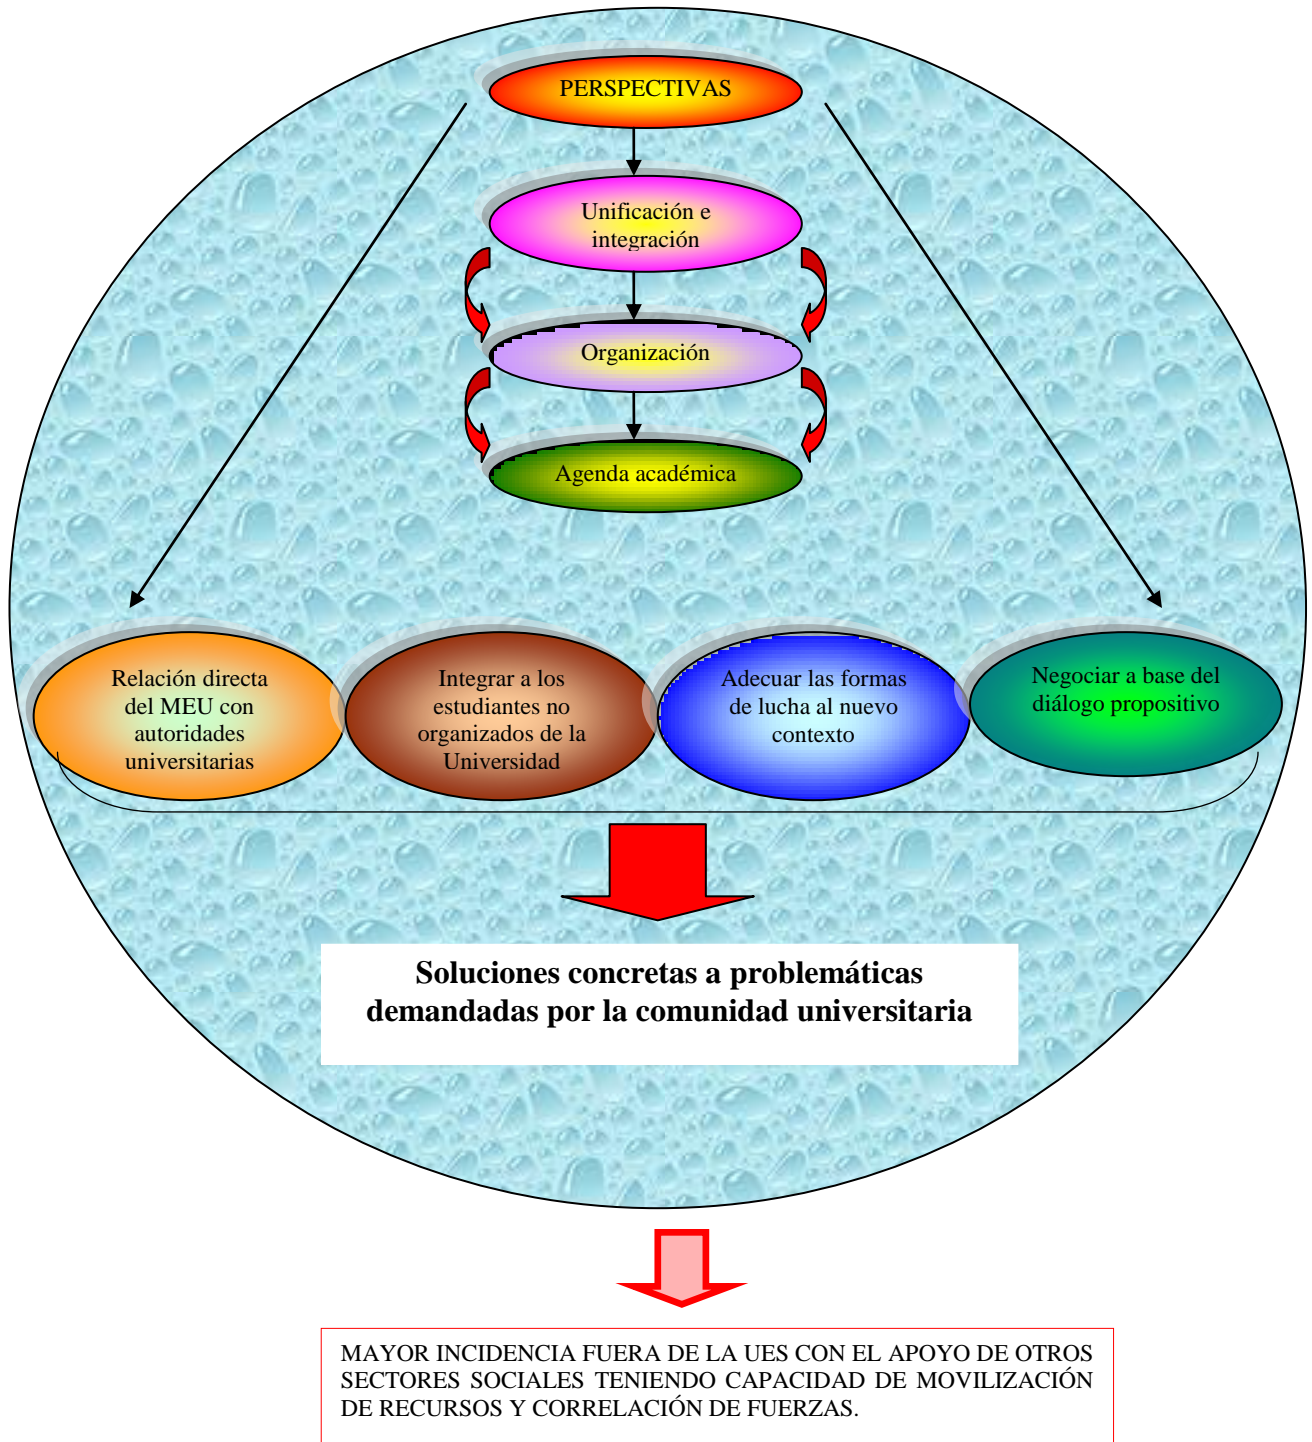 PERSPECTIVAS
Unificación e
integración
Organización
Agenda académica
Relación directa
del MEU con
autoridades
universitarias
Integrar a los
estudiantes no
organizados de la
Universidad
Adecuar las formas
de lucha al nuevo
contexto
Negociar a base del
diálogo propositivo
Soluciones concretas a problemáticas
demandadas por la comunidad universitaria
MAYOR INCIDENCIA FUERA DE LA UES CON EL APOYO DE OTROS
SECTORES SOCIALES TENIENDO CAPACIDAD DE MOVILIZACIÓN
DE RECURSOS Y CORRELACIÓN DE FUERZAS.